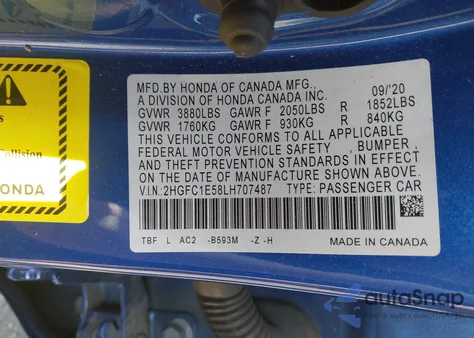 MFD.BY HONDA OF CANADA MFG.,
A DIVISION OF HONDA CANADA INC. 09/'20
GVWR 3880LBS GAWR F 2050LBS R 1852LBS
GVWR 1760KG GAWR F 930KG R 840KG
THIS VEHICLE CONFORMS TO ALL APPLICABLE
FEDERAL MOTOR VEHICLE SAFETY , BUMPER ,
AND THEFT PREVENTION STANDARDS IN EFFECT
ON THE DATE OF MANUFACTURE SHOWN ABOVE.
V.I.N.:2HGFC1E58LH707487 TYPE: PASSENGER CAR
TBF L AC2 -B593M -Z -H MADE IN CANADA
Collision
HONDA
autoSnap